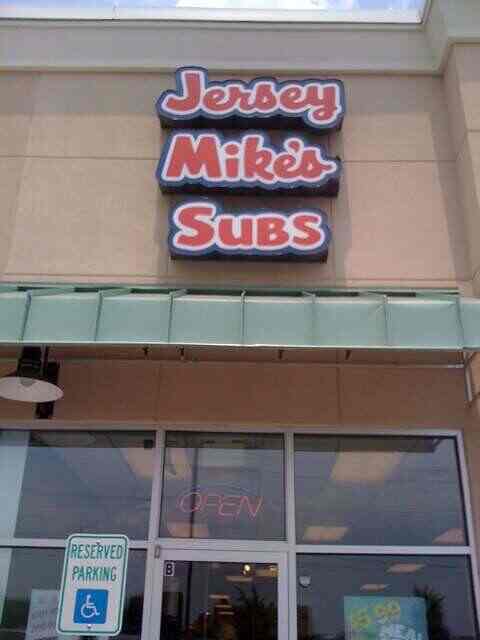 Jersey
Mike's
SUBS
OPEN
B
RESERVED
PARKING